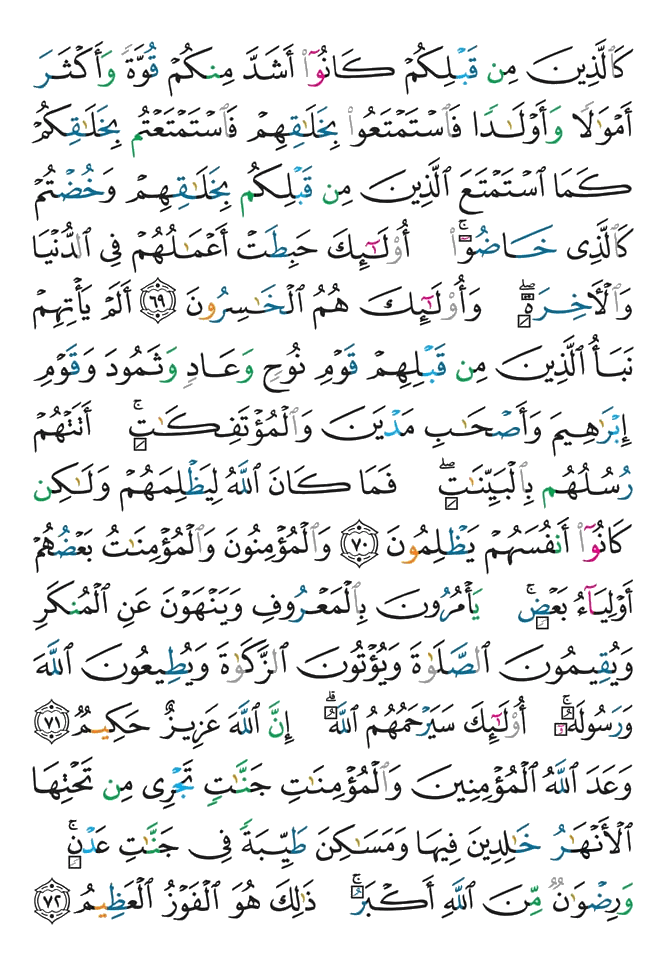 كَٱلَّذِينَ مِن قَبْلِكُمْ كَانُوٓا۟ أَشَدَّ مِنكُمْ قُوَّةً وَأَكْثَرَ
أَمْوَٰلًا وَأَوْلَـٰدًا فَٱسْتَمْتَعُوا۟ بِخَلَـٰقِهِمْ فَٱسْتَمْتَعْتُم بِخَلَـٰقِكُمْ
كَمَا ٱسْتَمْتَعَ ٱلَّذِينَ مِن قَبْلِكُم بِخَلَـٰقِهِمْ وَخُضْتُمْ
كَٱلَّذِى خَاضُوٓا۟ ۚ أُو۟لَـٰٓئِكَ حَبِطَتْ أَعْمَـٰلُهُمْ فِى ٱلدُّنْيَا
وَٱلْـَٔاخِرَةِ ۖ وَأُو۟لَـٰٓئِكَ هُمُ ٱلْخَـٰسِرُونَ ٦٩ أَلَمْ يَأْتِهِمْ
نَبَأُ ٱلَّذِينَ مِن قَبْلِهِمْ قَوْمِ نُوحٍ وَعَادٍ وَثَمُودَ وَقَوْمِ
إِبْرَٰهِيمَ وَأَصْحَـٰبِ مَدْيَنَ وَٱلْمُؤْتَفِكَـٰتِ ۚ أَتَتْهُمْ
رُسُلُهُم بِٱلْبَيِّنَـٰتِ ۖ فَمَا كَانَ ٱللَّهُ لِيَظْلِمَهُمْ وَلَـٰكِن
كَانُوٓا۟ أَنفُسَهُمْ يَظْلِمُونَ ٧٠ وَٱلْمُؤْمِنُونَ وَٱلْمُؤْمِنَـٰتُ بَعْضُهُمْ
أَوْلِيَآءُ بَعْضٍ ۚ يَأْمُرُونَ بِٱلْمَعْرُوفِ وَيَنْهَوْنَ عَنِ ٱلْمُنكَرِ
وَيُقِيمُونَ ٱلصَّلَوٰةَ وَيُؤْتُونَ ٱلزَّكَوٰةَ وَيُطِيعُونَ ٱللَّهَ
وَرَسُولَهُۥٓ ۚ أُو۟لَـٰٓئِكَ سَيَرْحَمُهُمُ ٱللَّهُ ۗ إِنَّ ٱللَّهَ عَزِيزٌ حَكِيمٌ ٧١
وَعَدَ ٱللَّهُ ٱلْمُؤْمِنِينَ وَٱلْمُؤْمِنَـٰتِ جَنَّـٰتٍ تَجْرِى مِن تَحْتِهَا
ٱلْأَنْهَـٰرُ خَـٰلِدِينَ فِيهَا وَمَسَـٰكِنَ طَيِّبَةً فِى جَنَّـٰتِ عَدْنٍ ۚ
وَرِضْوَٰنٌ مِّنَ ٱللَّهِ أَكْبَرُ ۚ ذَٰلِكَ هُوَ ٱلْفَوْزُ ٱلْعَظِيمُ ٧٢